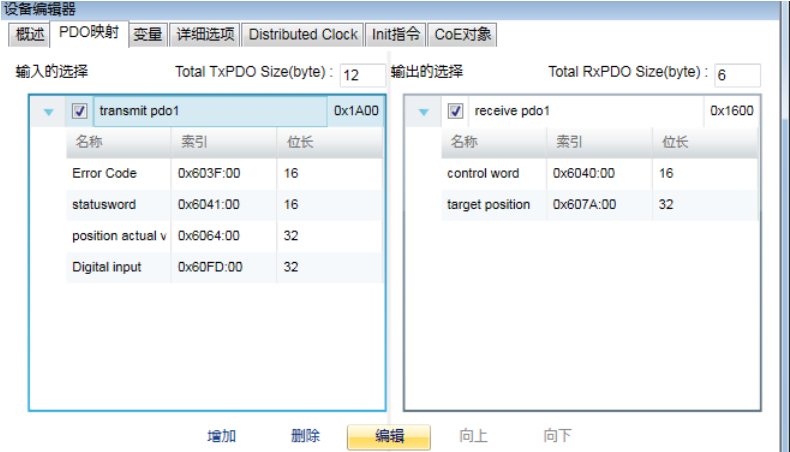 设备编辑器
概述 PDO映射 变量 详细选项 Distributed Clock Init指令 CoE对象
输入的选择 Total TxPDO Size(byte) : 12 输出的选择 Total RxPDO Size(byte) : 6
transmit pdo1 0x1A00 receive pdo1 0x1600
名称 索引 位长 名称 索引 位长
Error Code 0x603F:00 16 control word 0x6040:00 16
statusword 0x6041:00 16 target position 0x607A:00 32
position actual v 0x6064:00 32
Digital input 0x60FD:00 32
增加 删除 编辑 向上 向下